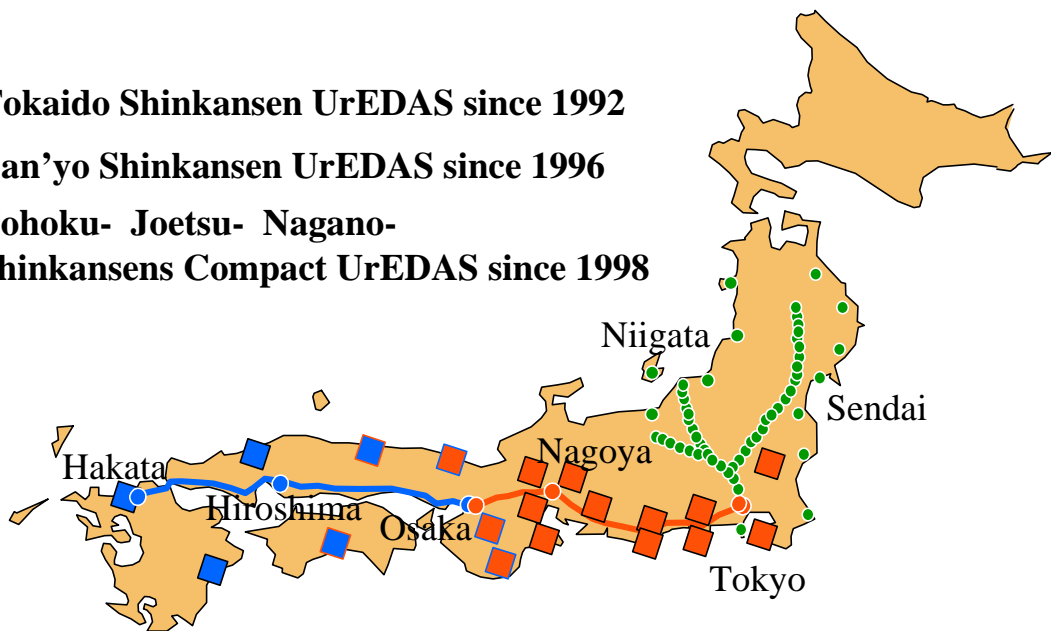 Tokaido Shinkansen UrEDAS since 1992
an'yo Shinkansen UrEDAS since 1996
ohoku- Joetsu- Nagano-
hinkansens Compact UrEDAS since 1998
Niigata
Sendai
Nagoya
Hakata
Hiroshima
Osaka
Tokyo